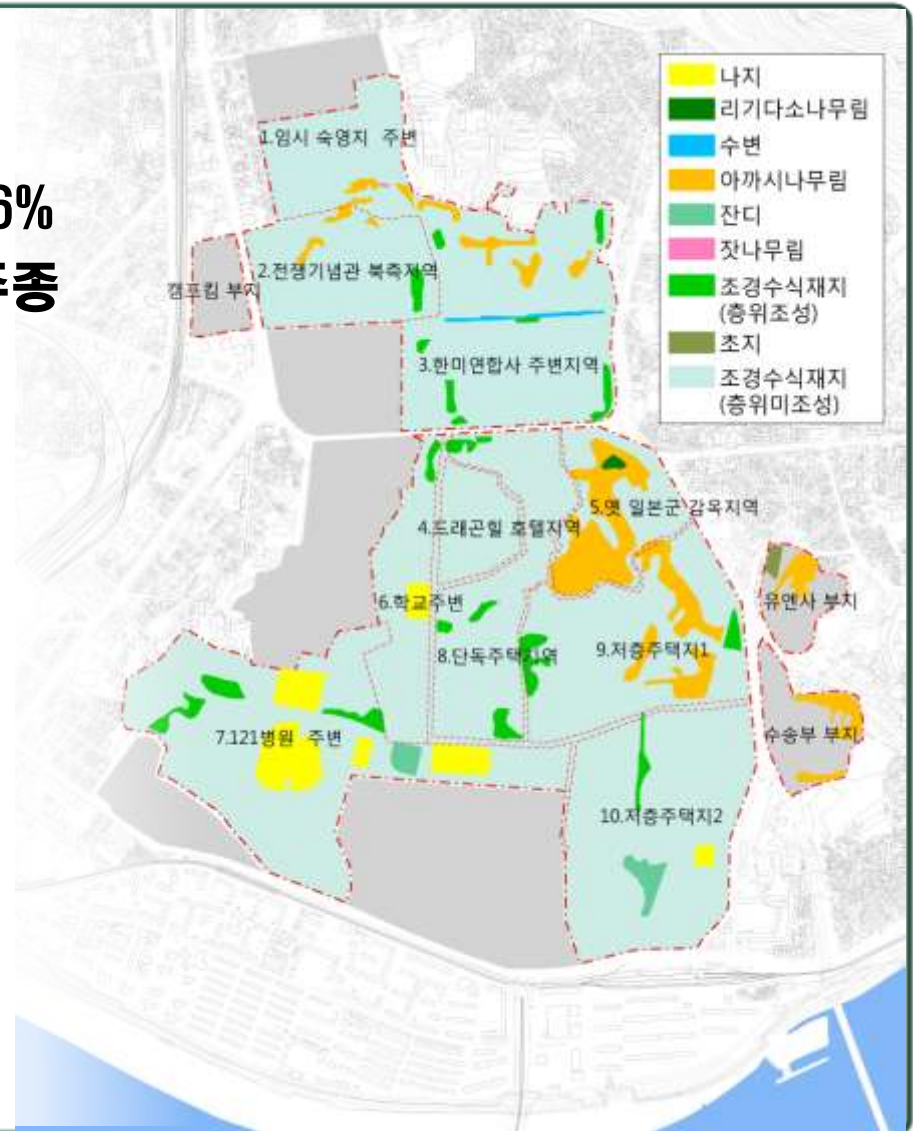 6%
종
나지
리기다소나무림
수변
아까시나무림
잔디
잣나무림
조경수식재지
(층위조성)
초지
조경수식재지
(층위미조성)
1.임시 숙영지 주변
2.전쟁기념관 북측지역
캠프킴 부지
3.한미연합사 주변지역
4.드래곤힐 호텔지역
5.옛 일본군 감옥지역
6.학교주변
유엔사 부지
8.단독주택지역
9.저층주택지1
7.121병원 주변
수송부 부지
10.저층주택지2